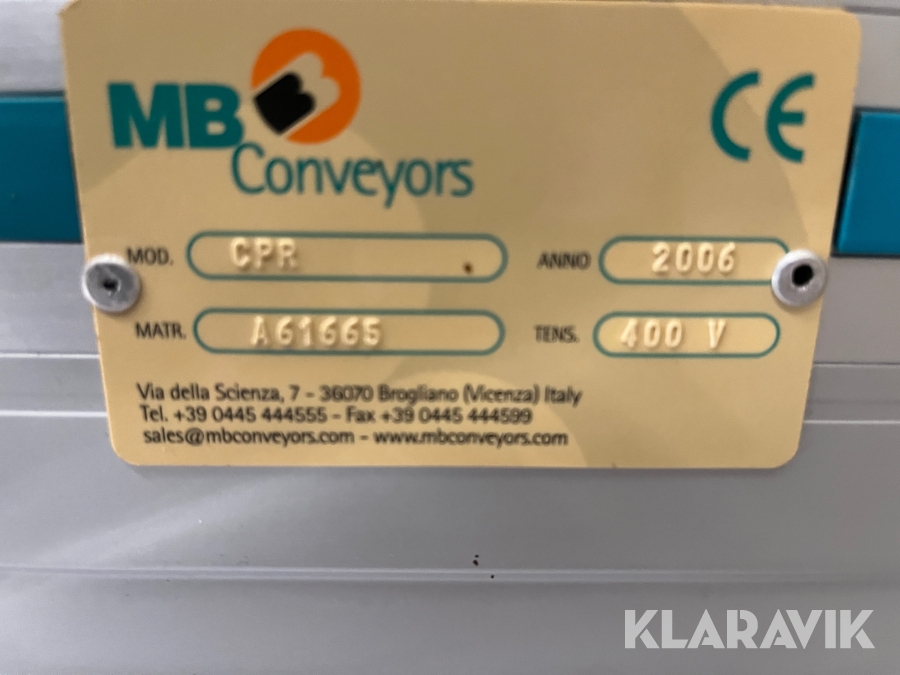 MB
Conveyors
CE
MOD. CPR ANNO 2006
MATR. A61665 TENS. 400 V
Via della Scienza, 7 - 36070 Brogliano (Vicenza) Italy
Tel. +39 0445 444555 - Fax +39 0445 444599
sales@mbconveyors.com - www.mbconveyors.com
KLARAVIK